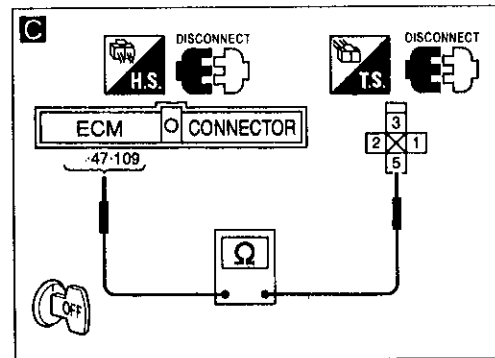 C
DISCONNECT
H.S.
DISCONNECT
T.S.
ECM CONNECTOR
47·109
3
2 1
5
Ω
OFF